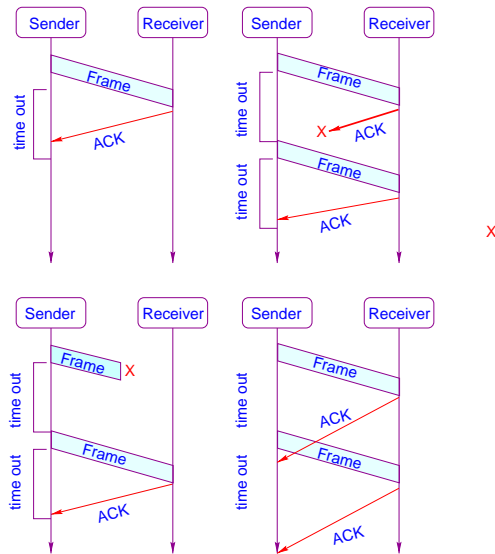 Sender Receiver Sender Receiver
Frame Frame
time out time out
ACK X ACK
Frame
time out
ACK X
Sender Receiver Sender Receiver
Frame X Frame
time out time out
ACK
Frame Frame
time out time out
ACK ACK